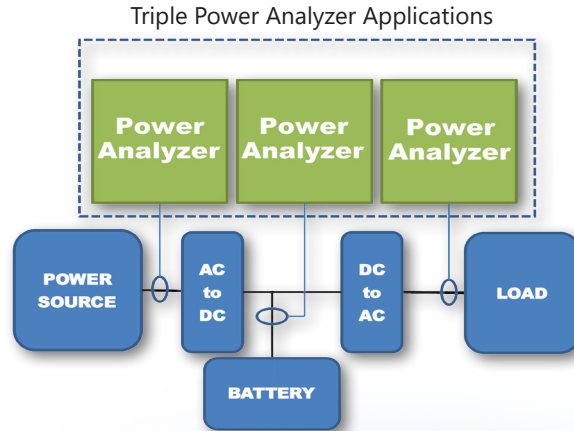 Triple Power Analyzer Applications
Power
Analyzer
Power
Analyzer
Power
Analyzer
POWER
SOURCE
AC
to
DC
DC
to
AC
LOAD
BATTERY